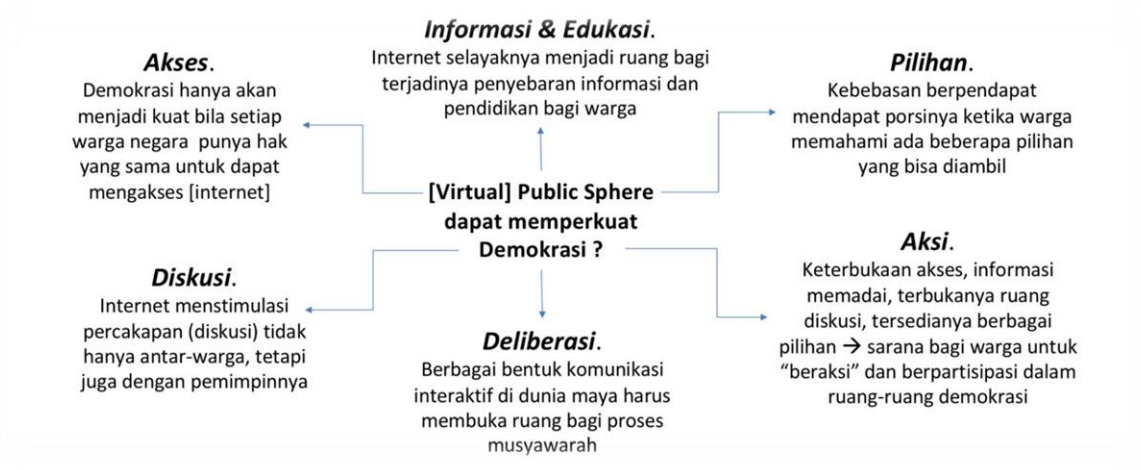 Akses.
Demokrasi hanya akan
menjadi kuat bila setiap
warga negara punya hak
yang sama untuk dapat
mengakses [internet]
Informasi & Edukasi.
Internet selayaknya menjadi ruang bagi
terjadinya penyebaran informasi dan
pendidikan bagi warga
Pilihan.
Kebebasan berpendapat
mendapat porsinya ketika warga
memahami ada beberapa pilihan
yang bisa diambil
[Virtual] Public Sphere
dapat memperkuat
Demokrasi ?
Diskusi.
Internet menstimulasi
percakapan (diskusi) tidak
hanya antar-warga, tetapi
juga dengan pemimpinnya
Deliberasi.
Berbagai bentuk komunikasi
interaktif di dunia maya harus
membuka ruang bagi proses
musyawarah
Aksi.
Keterbukaan akses, informasi
memadai, terbukanya ruang
diskusi, tersedianya berbagai
pilihan → sarana bagi warga untuk
“beraksi” dan berpartisipasi dalam
ruang-ruang demokrasi